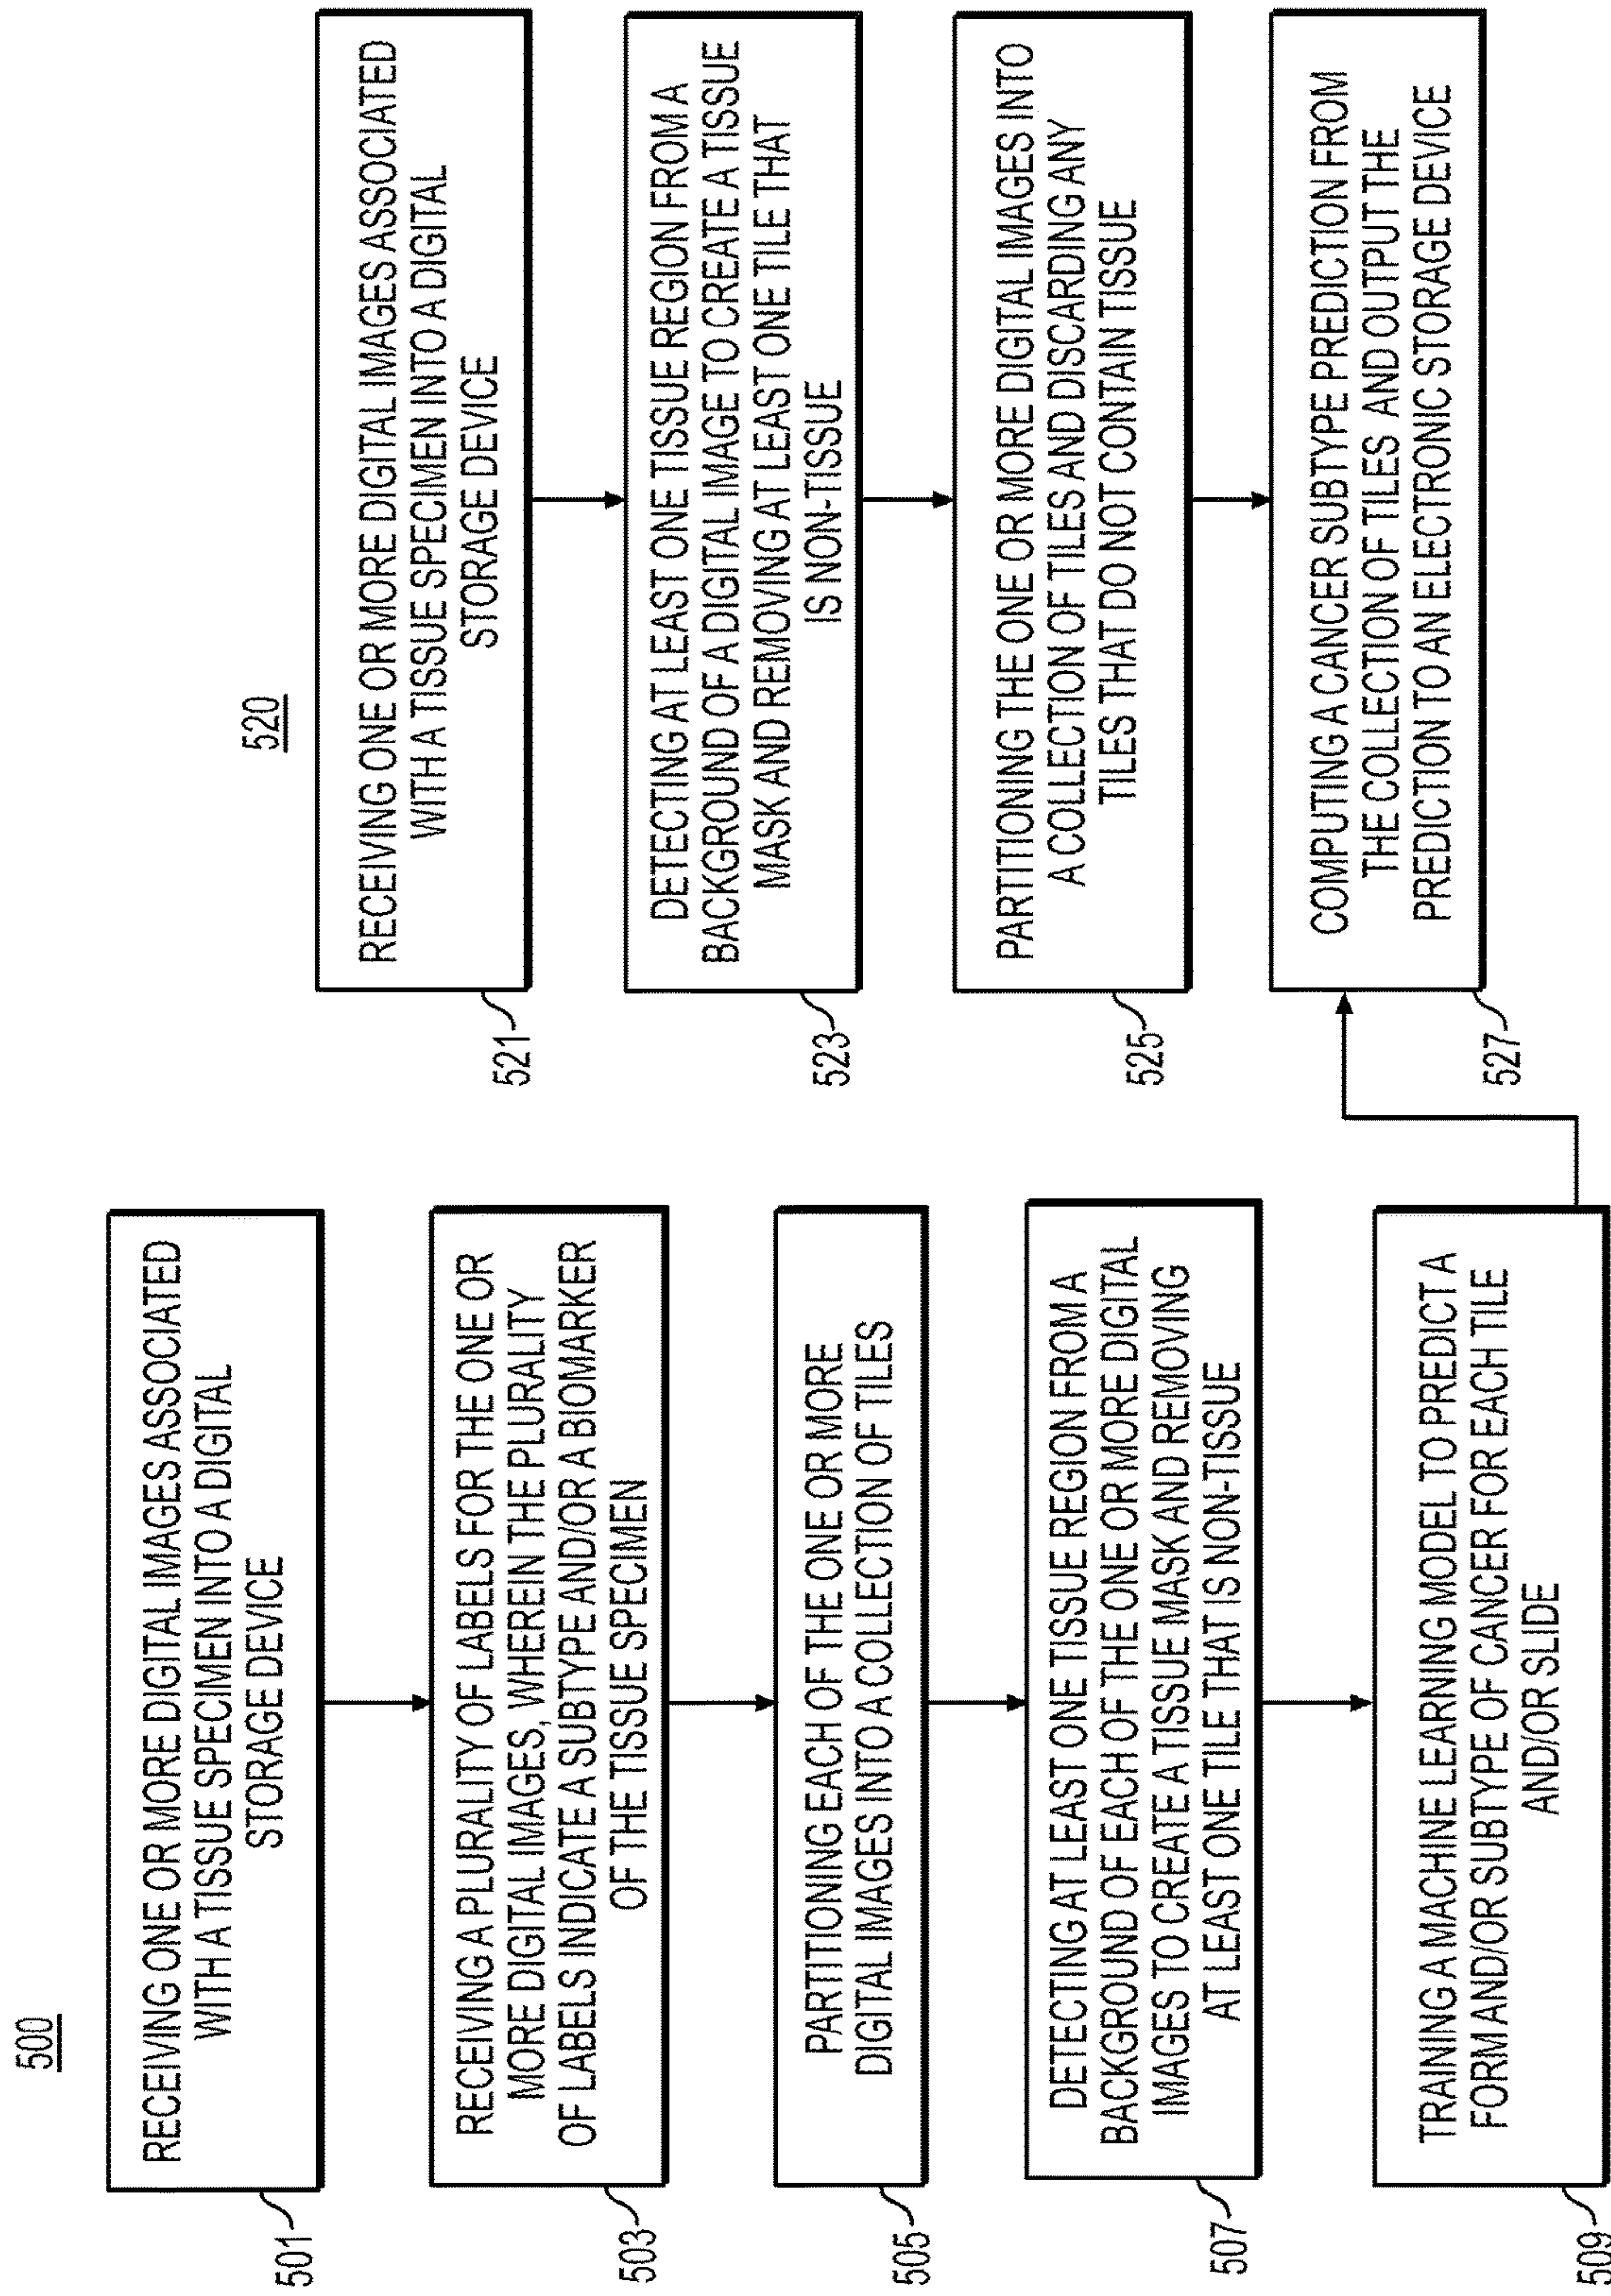 500
RECEIVING ONE OR MORE DIGITAL IMAGES ASSOCIATED
WITH A TISSUE SPECIMEN INTO A DIGITAL
STORAGE DEVICE
501
RECEIVING A PLURALITY OF LABELS FOR THE ONE OR
MORE DIGITAL IMAGES, WHEREIN THE PLURALITY
OF LABELS INDICATE A SUBTYPE AND/OR A BIOMARKER
OF THE TISSUE SPECIMEN
503
PARTITIONING EACH OF THE ONE OR MORE
DIGITAL IMAGES INTO A COLLECTION OF TILES
505
DETECTING AT LEAST ONE TISSUE REGION FROM A
BACKGROUND OF EACH OF THE ONE OR MORE DIGITAL
IMAGES TO CREATE A TISSUE MASK AND REMOVING
AT LEAST ONE TILE THAT IS NON-TISSUE
507
TRAINING A MACHINE LEARNING MODEL TO PREDICT A
FORM AND/OR SUBTYPE OF CANCER FOR EACH TILE
AND/OR SLIDE
509
520
RECEIVING ONE OR MORE DIGITAL IMAGES ASSOCIATED
WITH A TISSUE SPECIMEN INTO A DIGITAL
STORAGE DEVICE
521
DETECTING AT LEAST ONE TISSUE REGION FROM A
BACKGROUND OF A DIGITAL IMAGE TO CREATE A TISSUE
MASK AND REMOVING AT LEAST ONE TILE THAT
IS NON-TISSUE
523
PARTITIONING THE ONE OR MORE DIGITAL IMAGES INTO
A COLLECTION OF TILES AND DISCARDING ANY
TILES THAT DO NOT CONTAIN TISSUE
525
COMPUTING A CANCER SUBTYPE PREDICTION FROM
THE COLLECTION OF TILES AND OUTPUT THE
PREDICTION TO AN ELECTRONIC STORAGE DEVICE
527